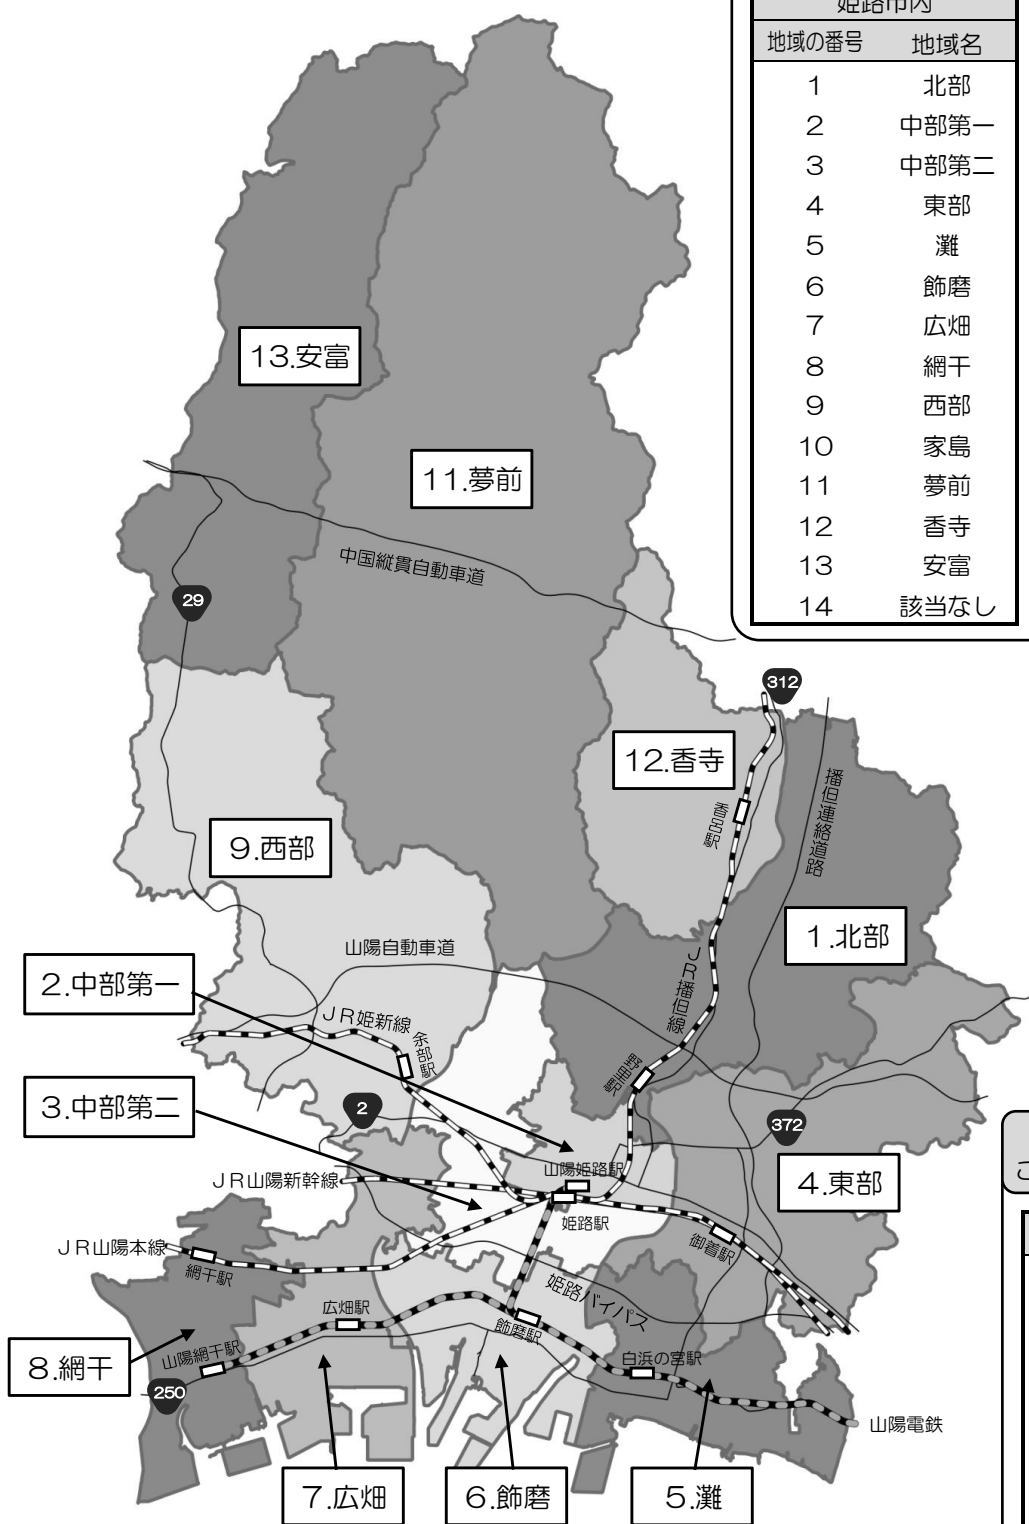 姫路市内
地域の番号 地域名
1 北部
2 中部第一
3 中部第二
4 東部
5 灘
6 飾磨
7 広畑
8 網干
9 西部
10 家島
11 夢前
12 香寺
13 安富
14 該当なし
13.安富
11.夢前
中国縦貫自動車道
29
312
12.香寺
香呂駅
播但連絡道路
9.西部
1.北部
山陽自動車道
JR播但線
2.中部第一
JR姫新線
余部駅
野里駅
3.中部第二
2
372
山陽姫路駅
JR山陽新幹線
4.東部
姫路駅
御着駅
JR山陽本線
網干駅
姫路バイパス
広畑駅
飾磨駅
山陽網干駅
白浜の宮駅
8.網干
250
山陽電鉄
7.広畑
6.飾磨
5.灘